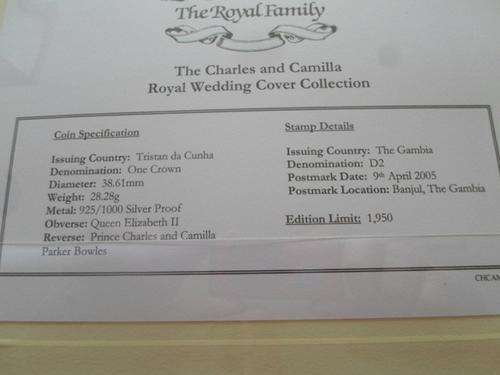 The Royal Family
The Charles and Camilla
Royal Wedding Cover Collection
Coin Specification
Issuing Country: Tristan da Cunha
Denomination: One Crown
Diameter: 38.61mm
Weight: 28.28g
Metal: 925/1000 Silver Proof
Obverse: Queen Elizabeth II
Reverse: Prince Charles and Camilla
Parker Bowles
Stamp Details
Issuing Country: The Gambia
Denomination: D2
Postmark Date: 9th April 2005
Postmark Location: Banjul, The Gambia
Edition Limit: 1,950
CHCAM